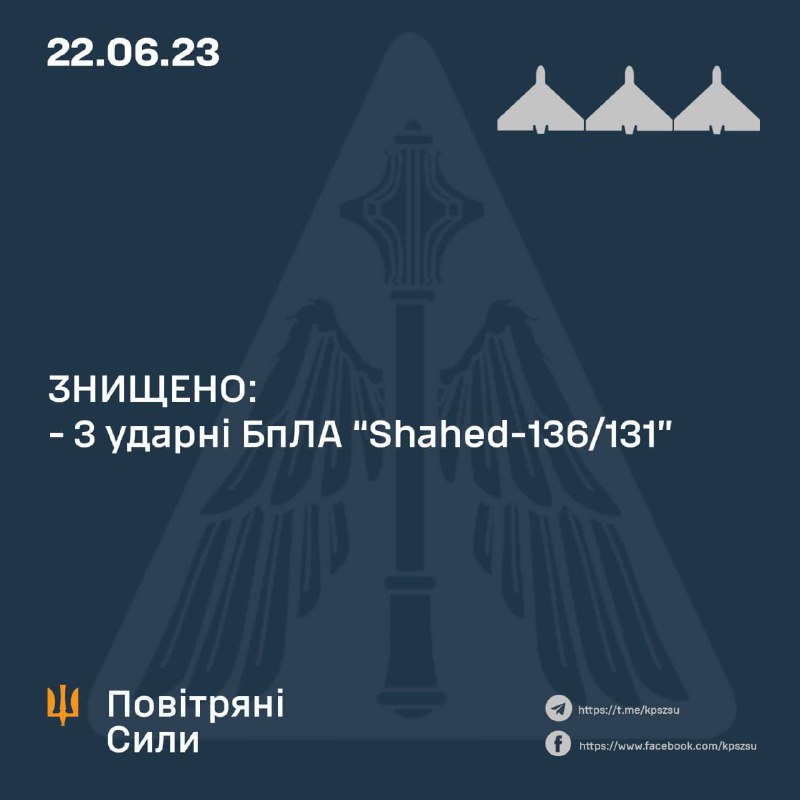 22.06.23
ЗНИЩЕНО:
- 3 ударні БпЛА “Shahed-136/131”
Повітряні
Сили
https://t.me/kpszsu
https://www.facebook.com/kpszsu